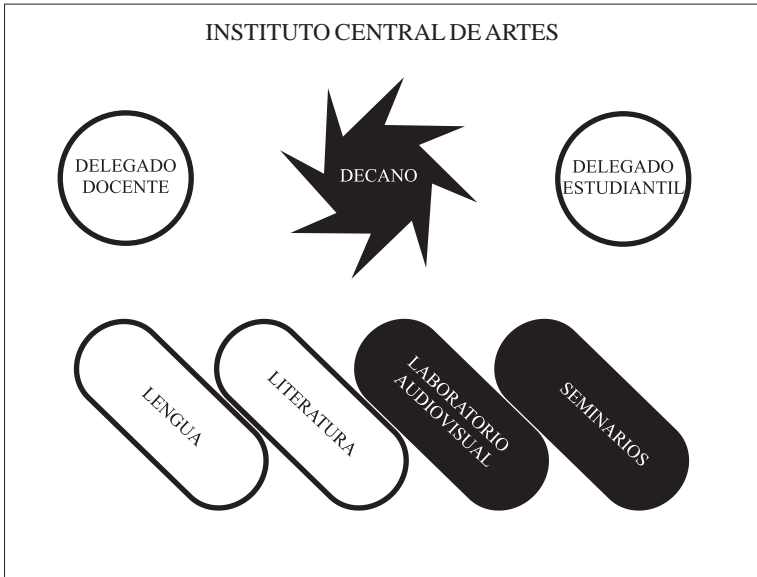 INSTITUTO CENTRAL DE ARTES
DELEGADO
DOCENTE
DECANO
DELEGADO
ESTUDIANTIL
LENGUA
LITERATURA
LABORATORIO
AUDIOVISUAL
SEMINARIOS